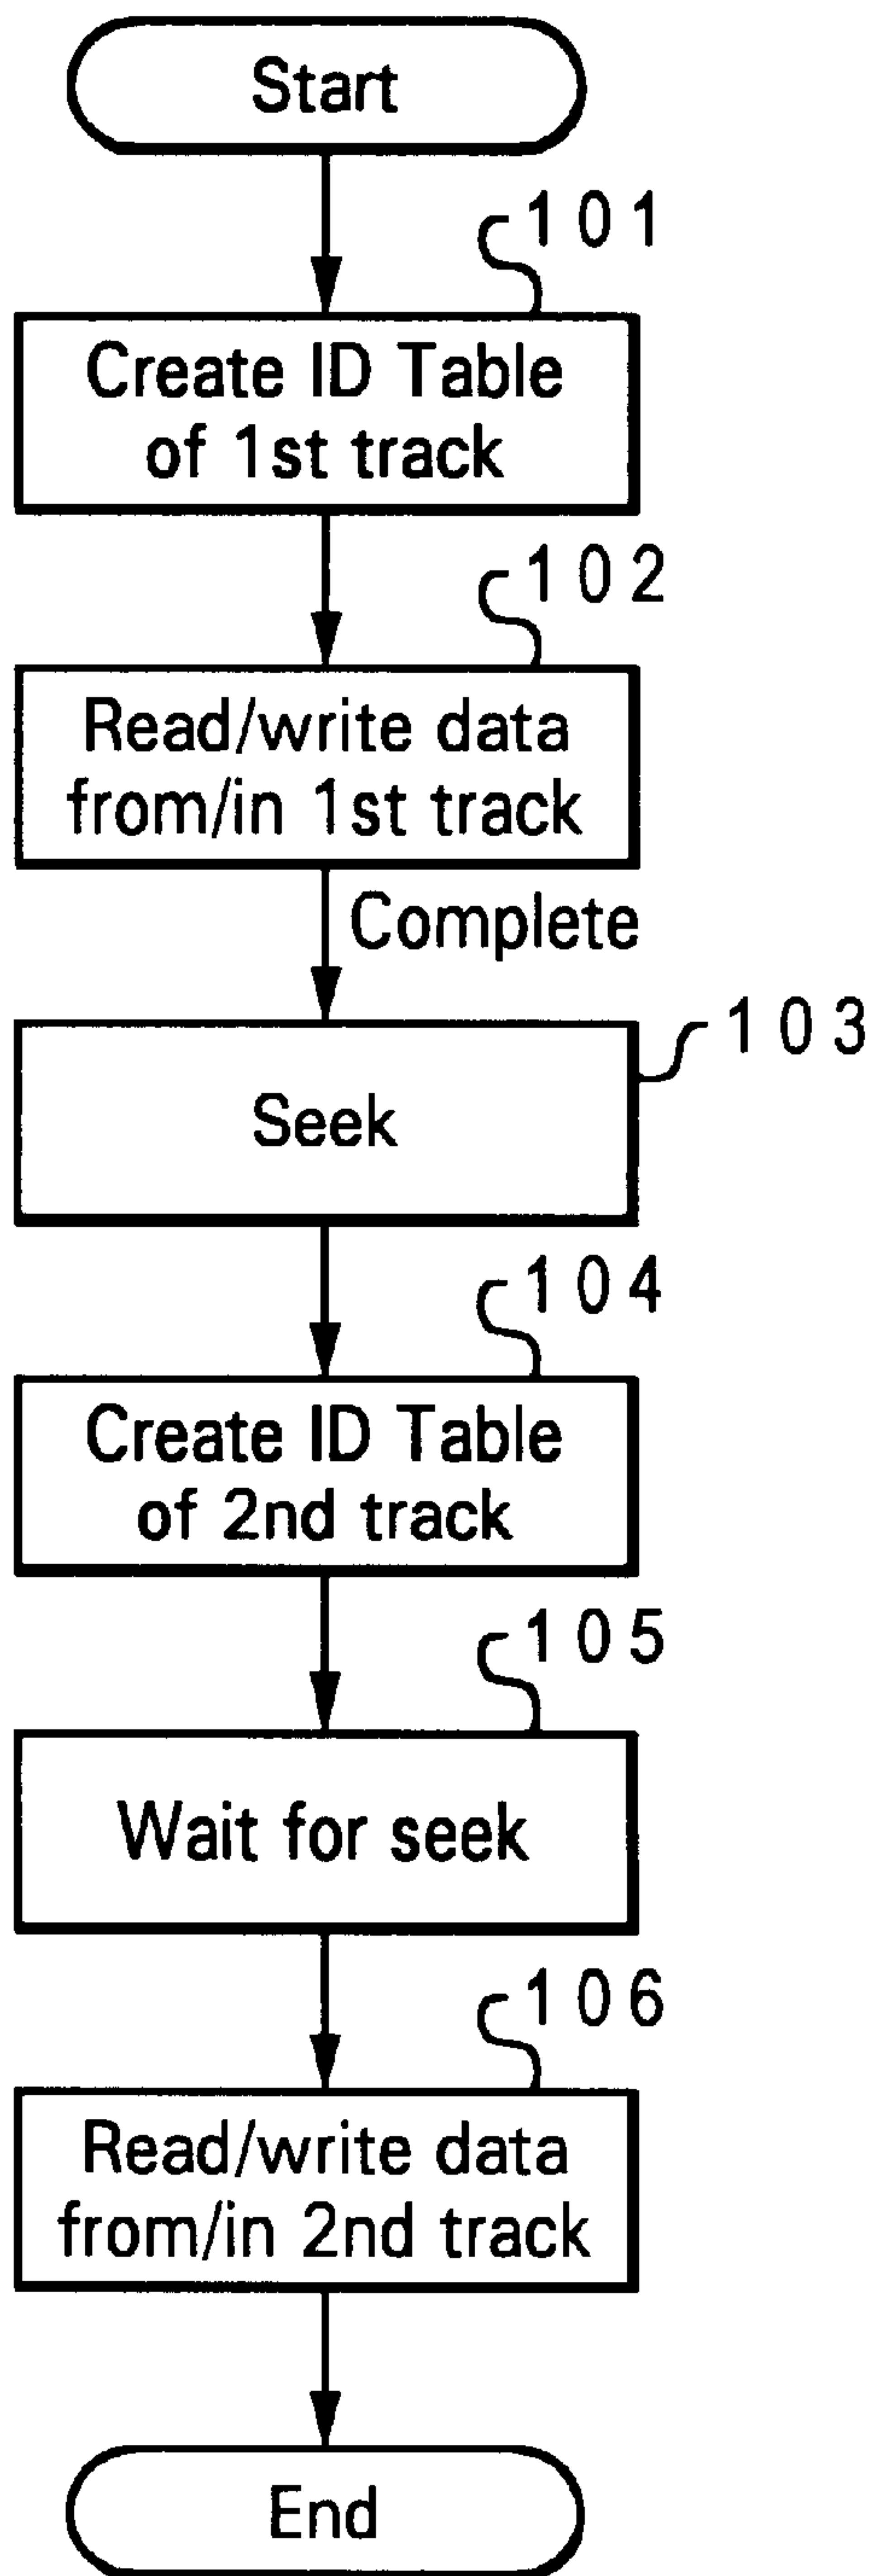 Start
101
Create ID Table
of 1st track
102
Read/write data
from/in 1st track
Complete
103
Seek
104
Create ID Table
of 2nd track
105
Wait for seek
106
Read/write data
from/in 2nd track
End